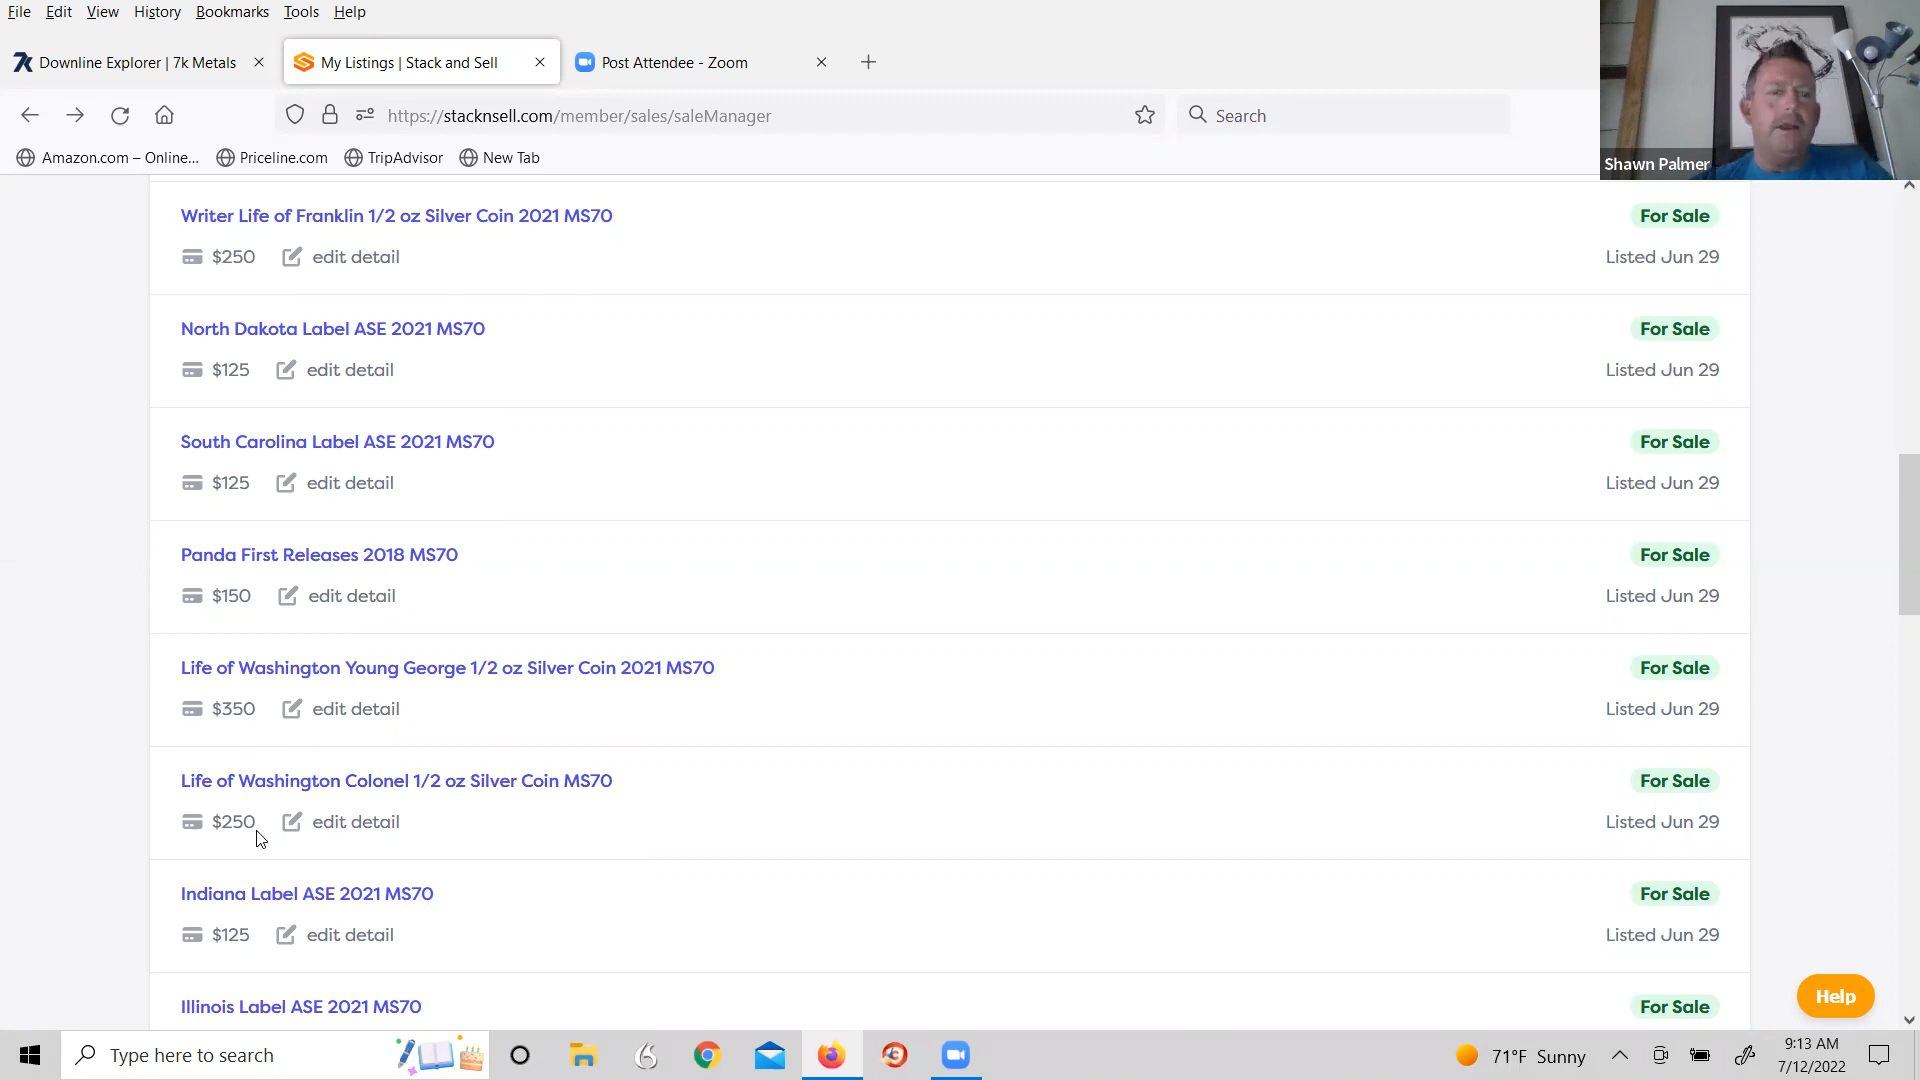 File Edit View History Bookmarks Tools Help
Downline Explorer | 7k Metals
My Listings | Stack and Sell
Post Attendee - Zoom
https://stacknsell.com/member/sales/saleManager
Search
Amazon.com – Online...
Priceline.com
TripAdvisor
New Tab
Shawn Palmer
Writer Life of Franklin 1/2 oz Silver Coin 2021 MS70 For Sale
$250 edit detail Listed Jun 29
North Dakota Label ASE 2021 MS70 For Sale
$125 edit detail Listed Jun 29
South Carolina Label ASE 2021 MS70 For Sale
$125 edit detail Listed Jun 29
Panda First Releases 2018 MS70 For Sale
$150 edit detail Listed Jun 29
Life of Washington Young George 1/2 oz Silver Coin 2021 MS70 For Sale
$350 edit detail Listed Jun 29
Life of Washington Colonel 1/2 oz Silver Coin MS70 For Sale
$250 edit detail Listed Jun 29
Indiana Label ASE 2021 MS70 For Sale
$125 edit detail Listed Jun 29
Illinois Label ASE 2021 MS70 For Sale
Help
Type here to search
71°F Sunny
9:13 AM
7/12/2022